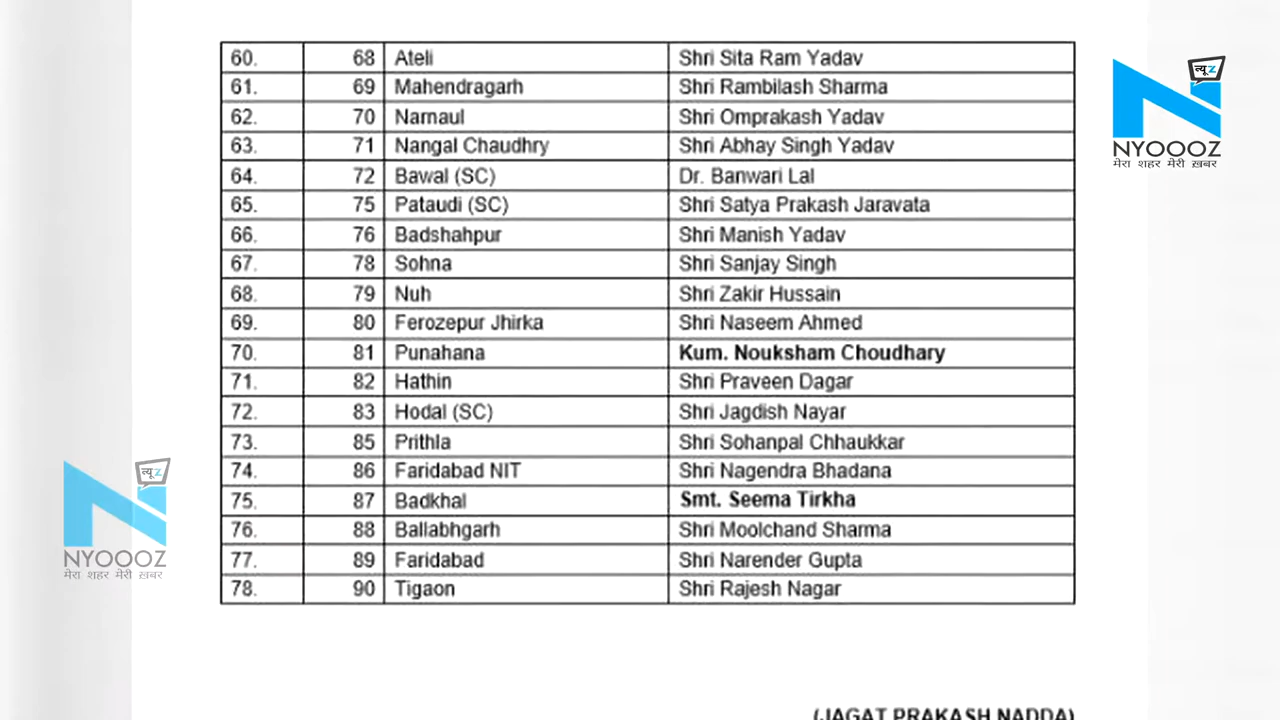 60. 68 Ateli Shri Sita Ram Yadav
61. 69 Mahendragarh Shri Rambilash Sharma
62. 70 Narnaul Shri Omprakash Yadav
63. 71 Nangal Chaudhry Shri Abhay Singh Yadav
64. 72 Bawal (SC) Dr. Banwari Lal
65. 75 Pataudi (SC) Shri Satya Prakash Jaravata
66. 76 Badshahpur Shri Manish Yadav
67. 78 Sohna Shri Sanjay Singh
68. 79 Nuh Shri Zakir Hussain
69. 80 Ferozepur Jhirka Shri Naseem Ahmed
70. 81 Punahana Kum. Nouksham Choudhary
71. 82 Hathin Shri Praveen Dagar
72. 83 Hodal (SC) Shri Jagdish Nayar
73. 85 Prithla Shri Sohanpal Chhaukkar
74. 86 Faridabad NIT Shri Nagendra Bhadana
75. 87 Badkhal Smt. Seema Tirkha
76. 88 Ballabhgarh Shri Moolchand Sharma
77. 89 Faridabad Shri Narender Gupta
78. 90 Tigaon Shri Rajesh Nagar
(JAGAT PRAKASH NADDA)
न्यूz
NYOOOZ
मेरा शहर मेरी ख़बर
न्यूz
NYOOOZ
मेरा शहर मेरी ख़बर